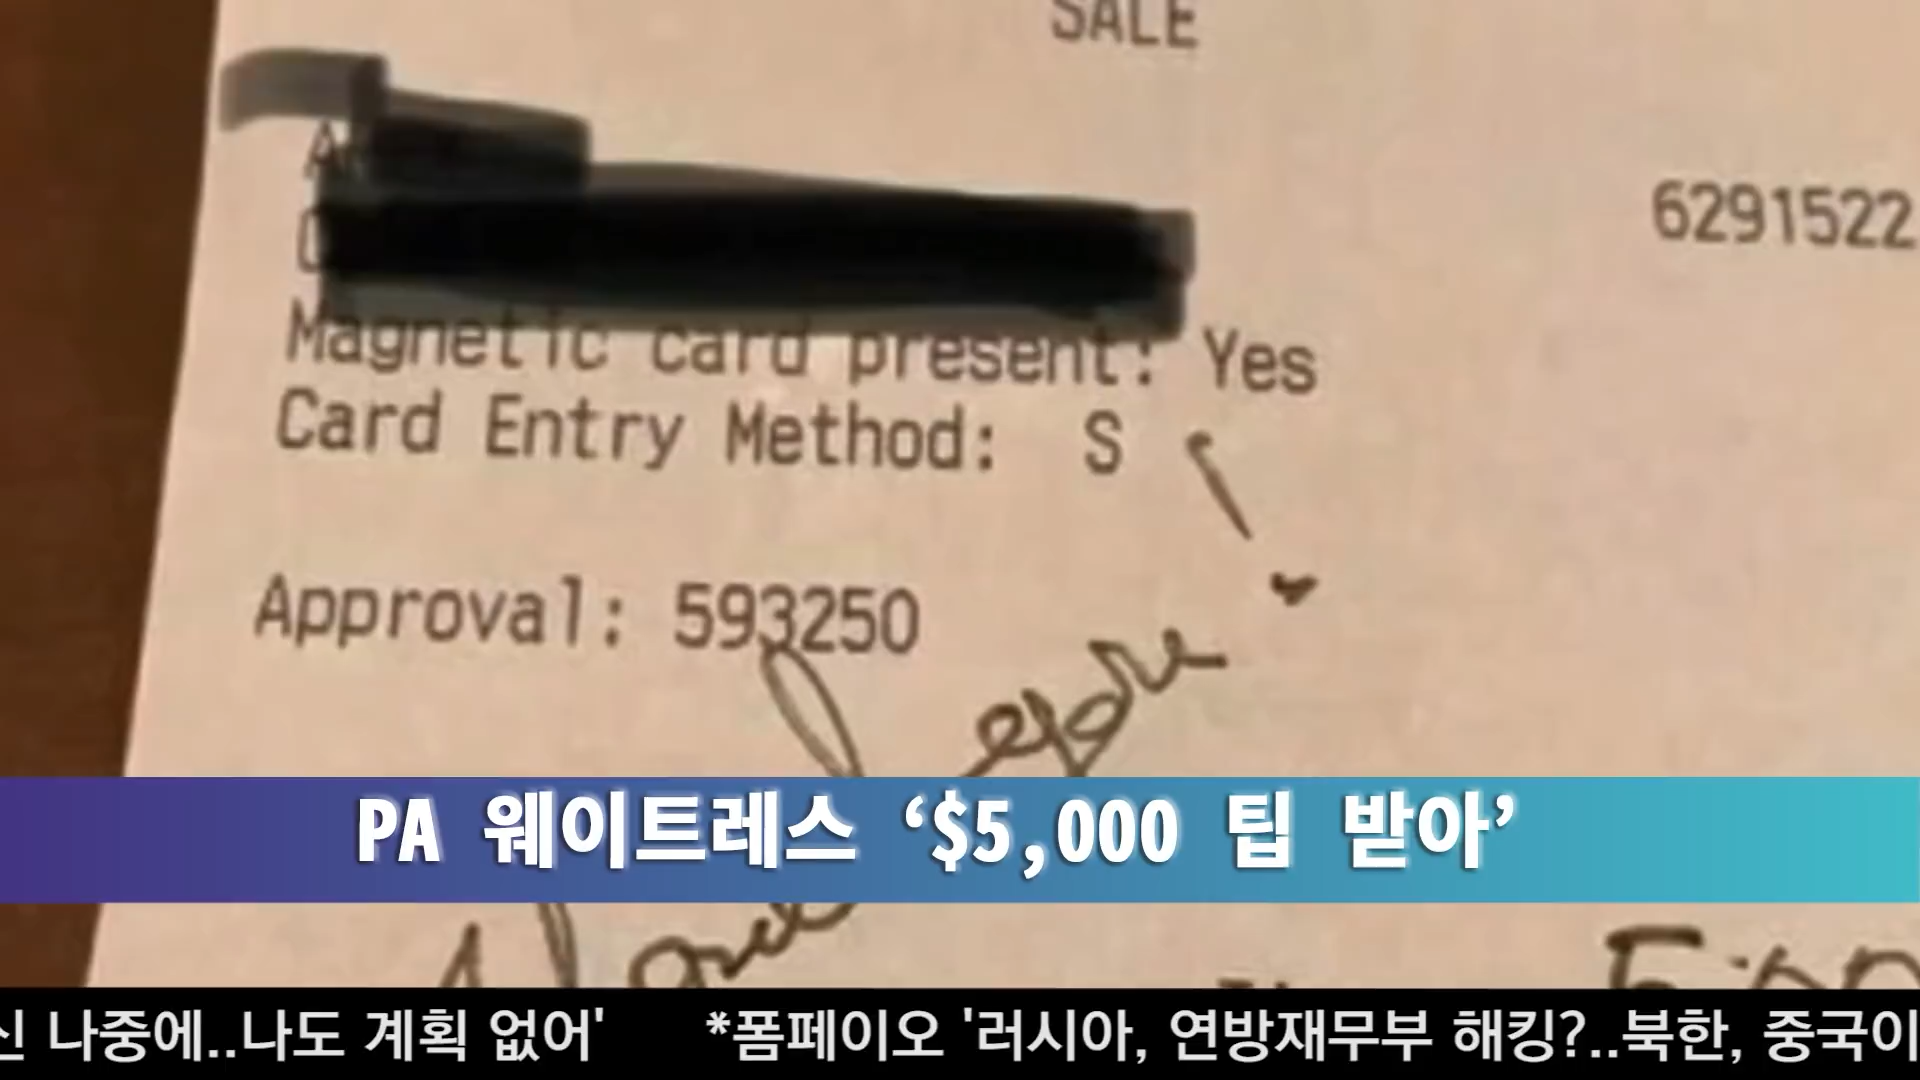 SALE
6291522
Magnetic card present: Yes
Card Entry Method: S
Approval: 593250
PA 웨이트레스 ‘$5,000 팁 받아’
신 나중에..나도 계획 없어' *폼페이오 '러시아, 연방재무부 해킹?..북한, 중국이